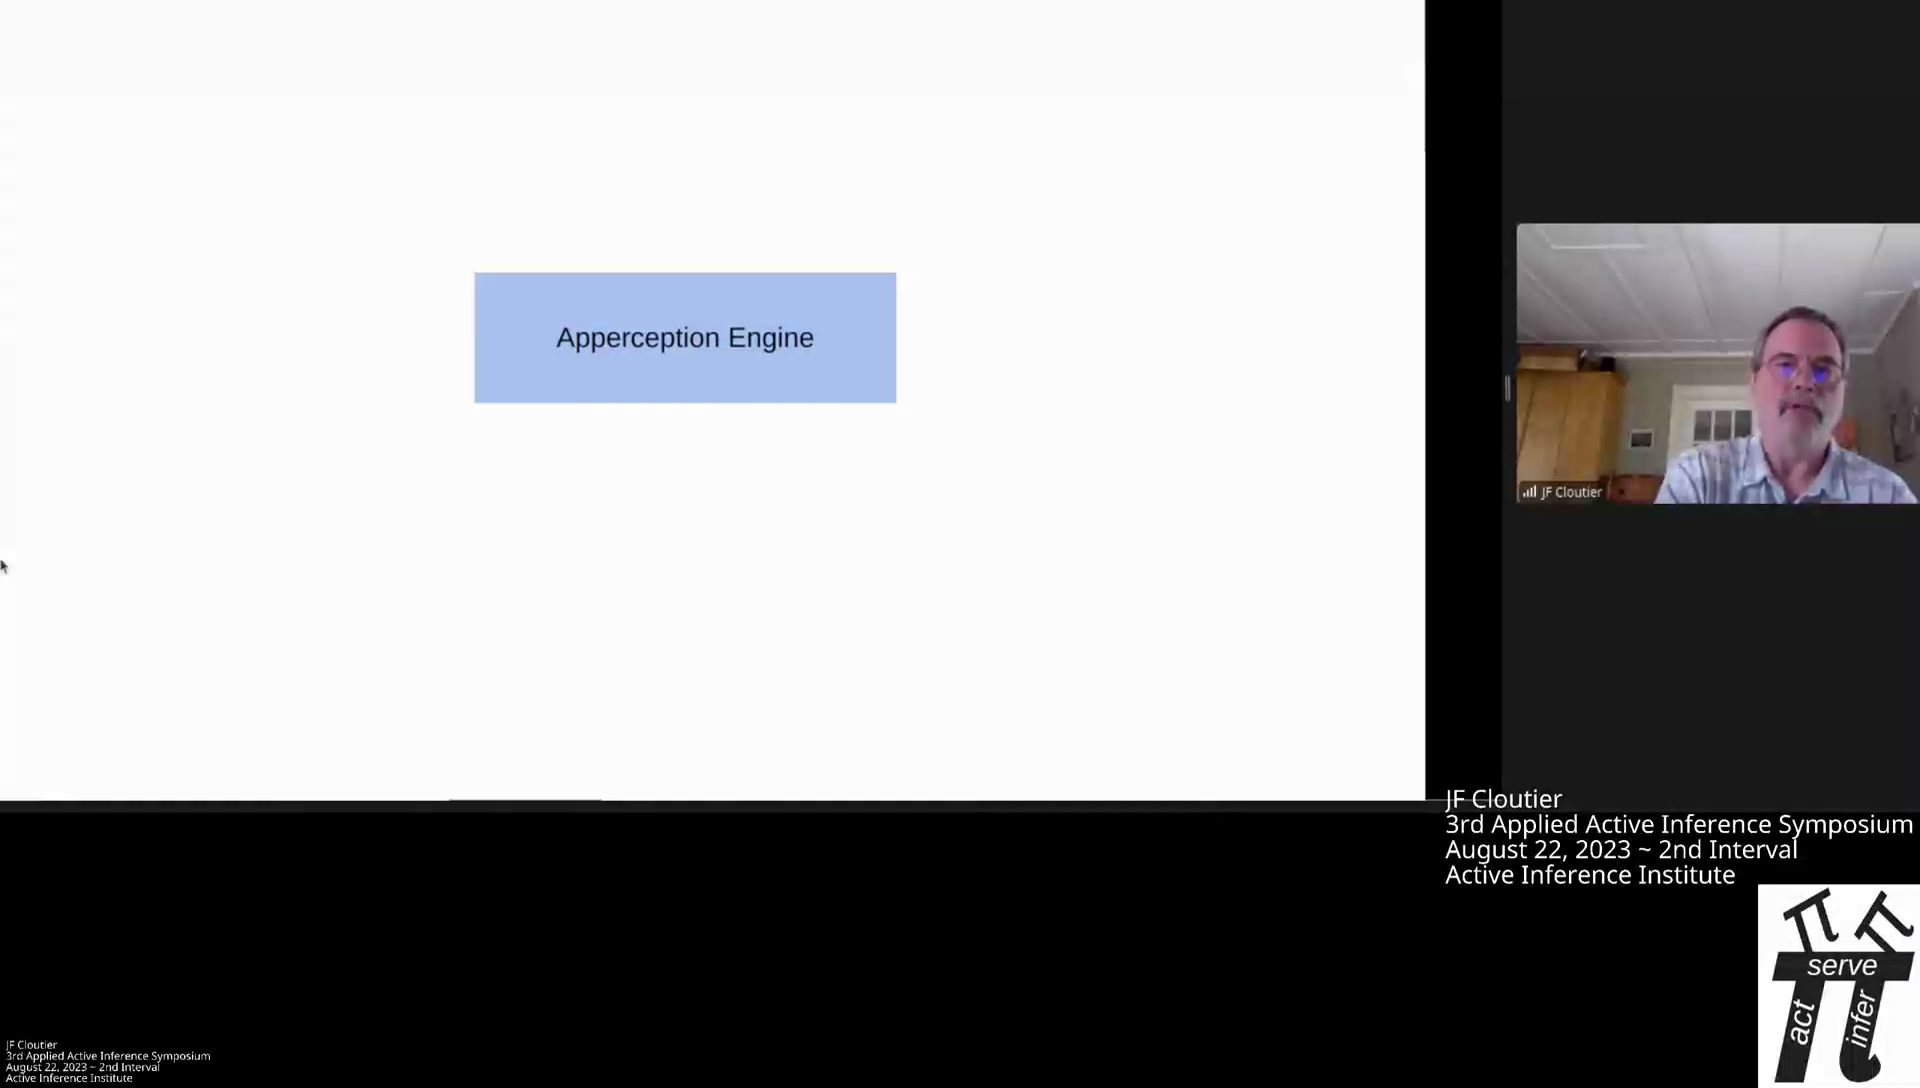 Apperception Engine
JF Cloutier
JF Cloutier
3rd Applied Active Inference Symposium
August 22, 2023 ~ 2nd Interval
Active Inference Institute
serve
act
infer
JF Cloutier
3rd Applied Active Inference Symposium
August 22, 2023 ~ 2nd Interval
Active Inference Institute